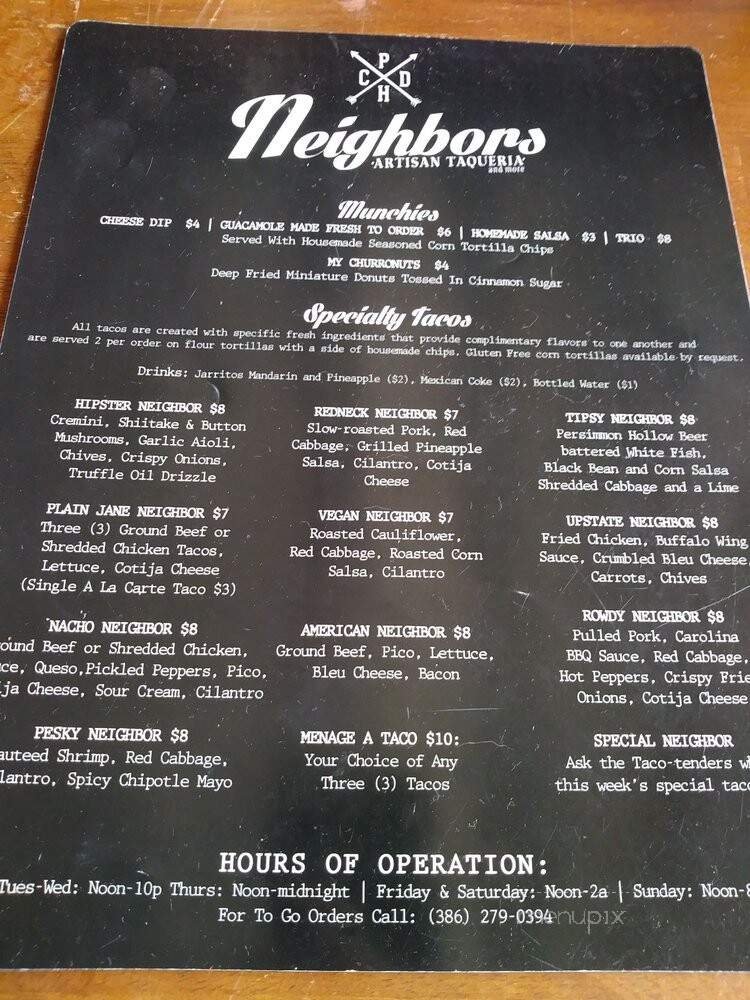 P
C D
H
Neighbors
ARTISAN TAQUERIA
and more
Munchies
CHEESE DIP $4 | GUACAMOLE MADE FRESH TO ORDER $6 | HOMEMADE SALSA $3 | TRIO $8
Served With Housemade Seasoned Corn Tortilla Chips
MY CHURRONUTS $4
Deep Fried Miniature Donuts Tossed In Cinnamon Sugar
Specialty Tacos
All tacos are created with specific fresh ingredients that provide complimentary flavors to one another and
are served 2 per order on flour tortillas with a side of housemade chips. Gluten Free corn tortillas available by request.
Drinks: Jarritos Mandarin and Pineapple ($2), Mexican Coke ($2), Bottled Water ($1)
HIPSTER NEIGHBOR $8
Cremini, Shiitake & Button
Mushrooms, Garlic Aioli,
Chives, Crispy Onions,
Truffle Oil Drizzle
REDNECK NEIGHBOR $7
Slow-roasted Pork, Red
Cabbage, Grilled Pineapple
Salsa, Cilantro, Cotija
Cheese
TIPSY NEIGHBOR $8
Persimmon Hollow Beer
battered White Fish,
Black Bean and Corn Salsa
Shredded Cabbage and a Lime
PLAIN JANE NEIGHBOR $7
Three (3) Ground Beef or
Shredded Chicken Tacos,
Lettuce, Cotija Cheese
(Single A La Carte Taco $3)
VEGAN NEIGHBOR $7
Roasted Cauliflower,
Red Cabbage, Roasted Corn
Salsa, Cilantro
UPSTATE NEIGHBOR $8
Fried Chicken, Buffalo Wing
Sauce, Crumbled Bleu Cheese,
Carrots, Chives
NACHO NEIGHBOR $8
round Beef or Shredded Chicken,
ce, Queso,Pickled Peppers, Pico,
ja Cheese, Sour Cream, Cilantro
AMERICAN NEIGHBOR $8
Ground Beef, Pico, Lettuce,
Bleu Cheese, Bacon
ROWDY NEIGHBOR $8
Pulled Pork, Carolina
BBQ Sauce, Red Cabbage,
Hot Peppers, Crispy Frie
Onions, Cotija Cheese
PESKY NEIGHBOR $8
auteed Shrimp, Red Cabbage,
lantro, Spicy Chipotle Mayo
MENAGE A TACO $10:
Your Choice of Any
Three (3) Tacos
SPECIAL NEIGHBOR
Ask the Taco-tenders wh
this week's special taco
HOURS OF OPERATION:
Tues-Wed: Noon-10p Thurs: Noon-midnight | Friday & Saturday: Noon-2a | Sunday: Noon-8
For To Go Orders Call: (386) 279-0394
menupix